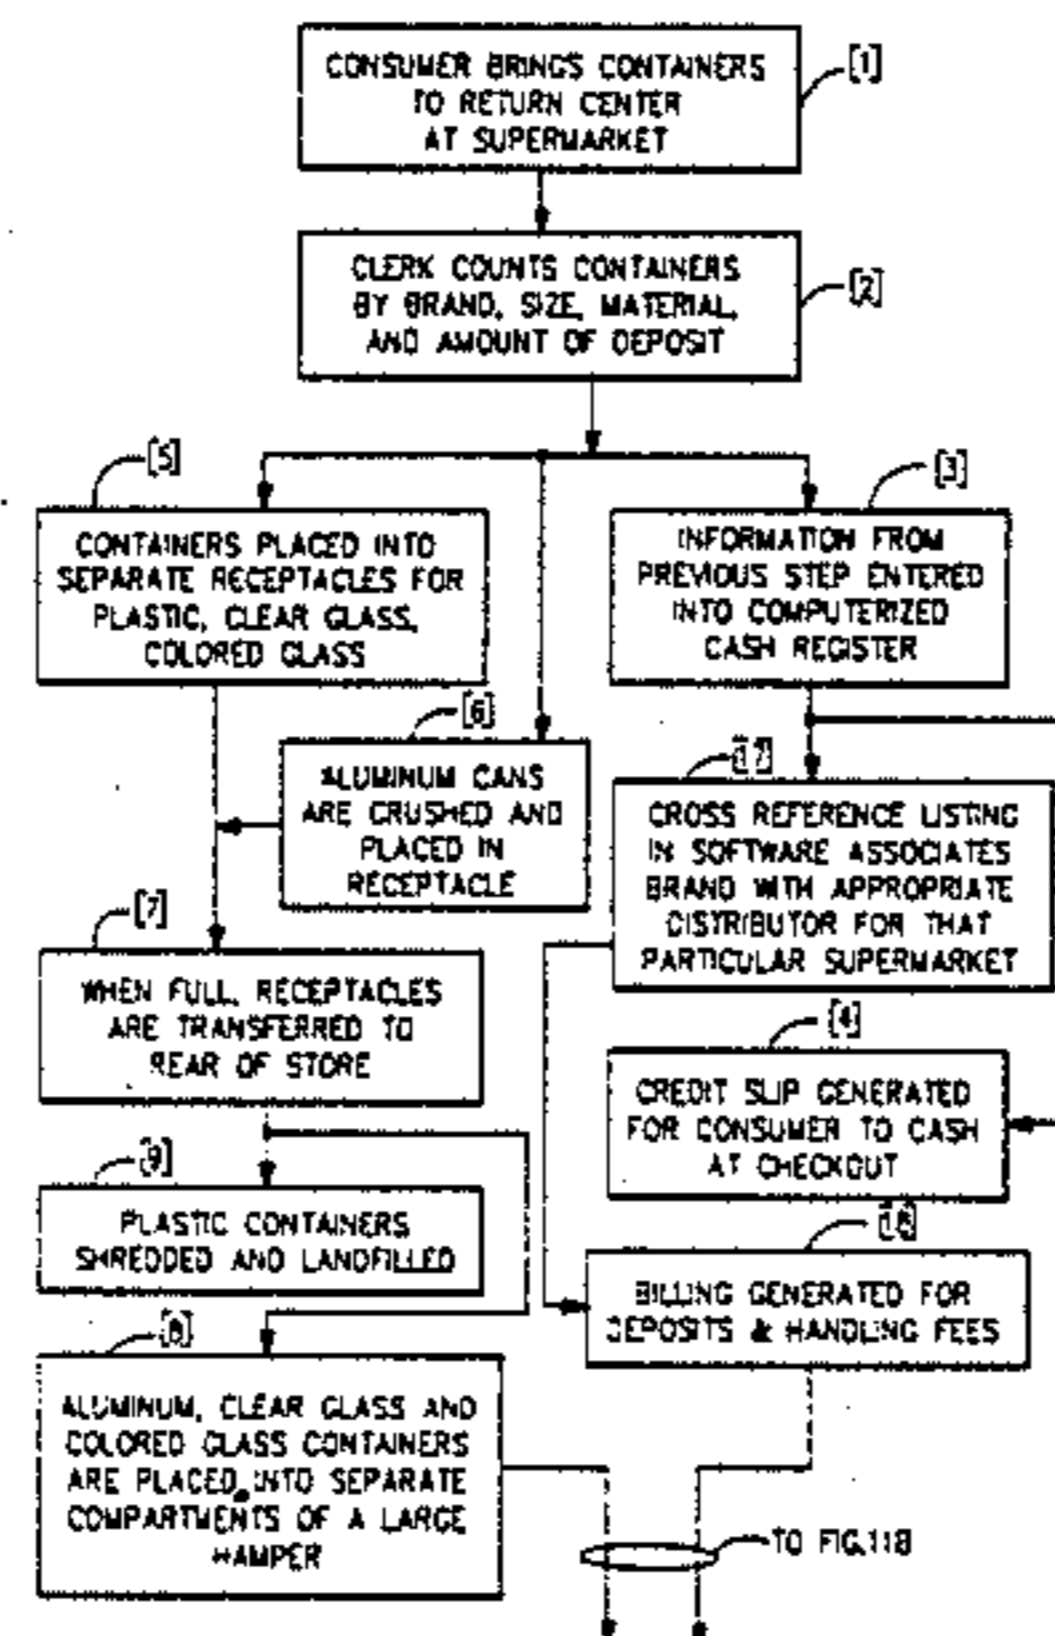 CONSUMER BRINGS CONTAINERS
TO RETURN CENTER
AT SUPERMARKET
[1]
CLERK COUNTS CONTAINERS
BY BRAND, SIZE, MATERIAL,
AND AMOUNT OF DEPOSIT
[2]
[5]
CONTAINERS PLACED INTO
SEPARATE RECEPTACLES FOR
PLASTIC, CLEAR GLASS,
COLORED GLASS
[3]
INFORMATION FROM
PREVIOUS STEP ENTERED
INTO COMPUTERIZED
CASH REGISTER
[6]
ALUMINUM CANS
ARE CRUSHED AND
PLACED IN
RECEPTACLE
[17]
CROSS REFERENCE LISTING
IN SOFTWARE ASSOCIATES
BRAND WITH APPROPRIATE
DISTRIBUTOR FOR THAT
PARTICULAR SUPERMARKET
[7]
WHEN FULL, RECEPTACLES
ARE TRANSFERRED TO
REAR OF STORE
[4]
CREDIT SLIP GENERATED
FOR CONSUMER TO CASH
AT CHECKOUT
[9]
PLASTIC CONTAINERS
SHREDDED AND LANDFILLED
BILLING GENERATED FOR
DEPOSITS & HANDLING FEES
[8]
ALUMINUM, CLEAR GLASS AND
COLORED GLASS CONTAINERS
ARE PLACED INTO SEPARATE
COMPARTMENTS OF A LARGE
HAMPER
TO FIG.11B